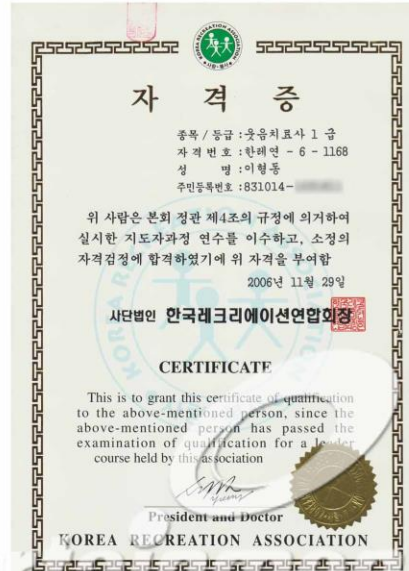 KOREA RECREATION ASSOCIATION
자 격 증
종목 / 등급 : 웃음치료사 1 급
자 격 번 호 : 한레연 - 6 - 1168
성 명 : 이형동
주민등록번호 : 831014-
위 사람은 본회 정관 제4조의 규정에 의거하여
실시한 지도자과정 연수를 이수하고, 소정의
자격검정에 합격하였기에 위 자격을 부여함
2006년 11월 29일
사단법인 한국레크리에이션연합회장
CERTIFICATE
This is to grant this certificate of qualification
to the above-mentioned person, since the
above-mentioned person has passed the
examination of qualification for a leader
course held by this association
President and Doctor
KOREA RECREATION ASSOCIATION